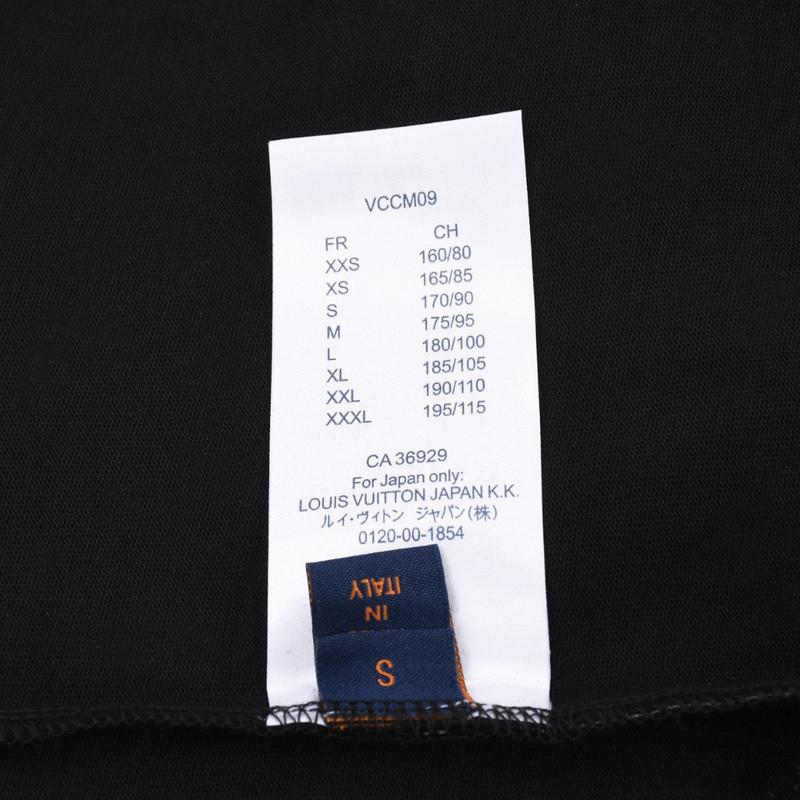 VCCM09
FR CH
XXS 160/80
XS 165/85
S 170/90
M 175/95
L 180/100
XL 185/105
XXL 190/110
XXXL 195/115
CA 36929
For Japan only:
LOUIS VUITTON JAPAN K.K.
ルイ・ヴィトン ジャパン(株)
0120-00-1854
IN
ITALY
S